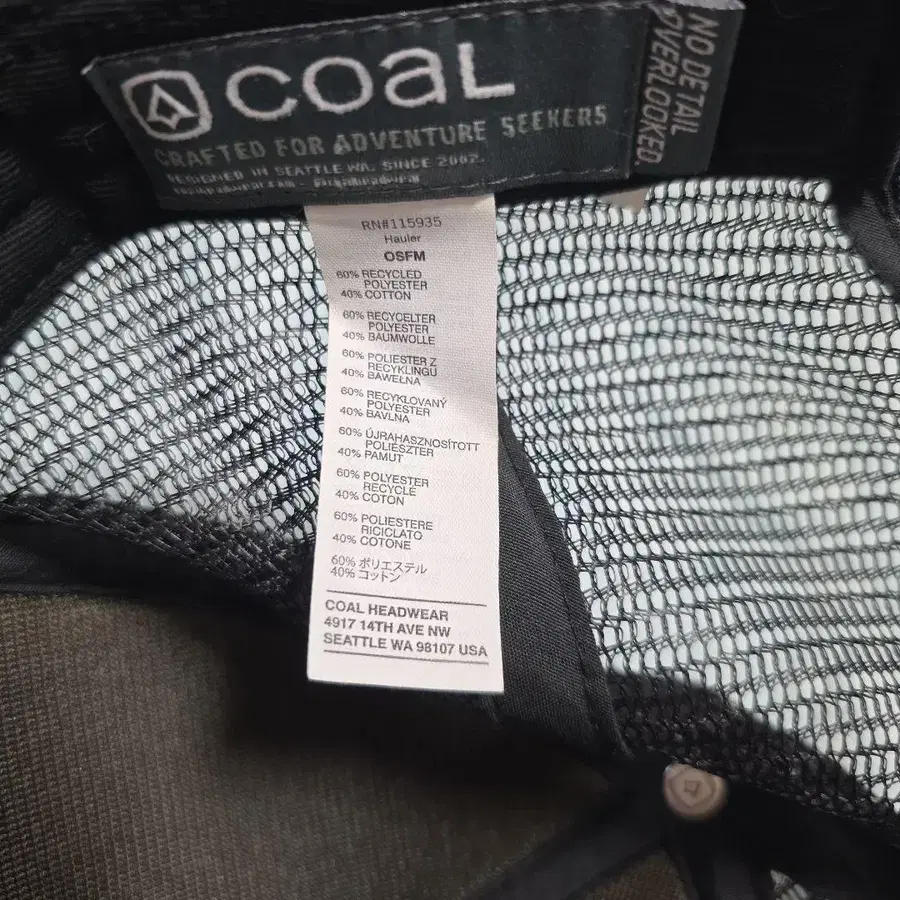 COAL
CRAFTED FOR ADVENTURE SEEKERS
DESIGNED IN SEATTLE WA. SINCE 2002.
NO DETAIL
OVERLOOKED.
RN#115935
Hauler
OSFM
60% RECYCLED
POLYESTER
40% COTTON
60% RECYCELTER
POLYESTER
40% BAUMWOLLE
60% POLIESTER Z
RECYKLINGU
40% BAWEŁNA
60% RECYKLOVANÝ
POLYESTER
40% BAVLNA
60% ÚJRAHASZNOSÍTOTT
POLIÉSZTER
40% PAMUT
60% POLYESTER
RECYCLÉ
40% COTON
60% POLIESTERE
RICICLATO
40% COTONE
60% ポリエステル
40% コットン
COAL HEADWEAR
4917 14TH AVE NW
SEATTLE WA 98107 USA